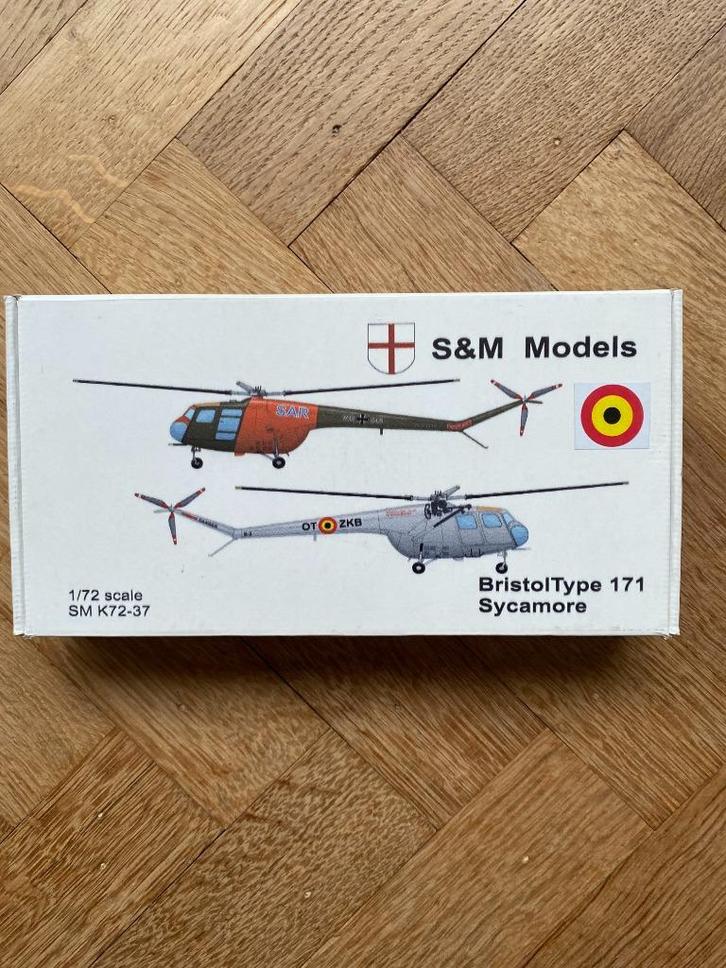 S&M Models
SAR
OT ZKB
1/72 scale
SM K72-37
BristolType 171
Sycamore